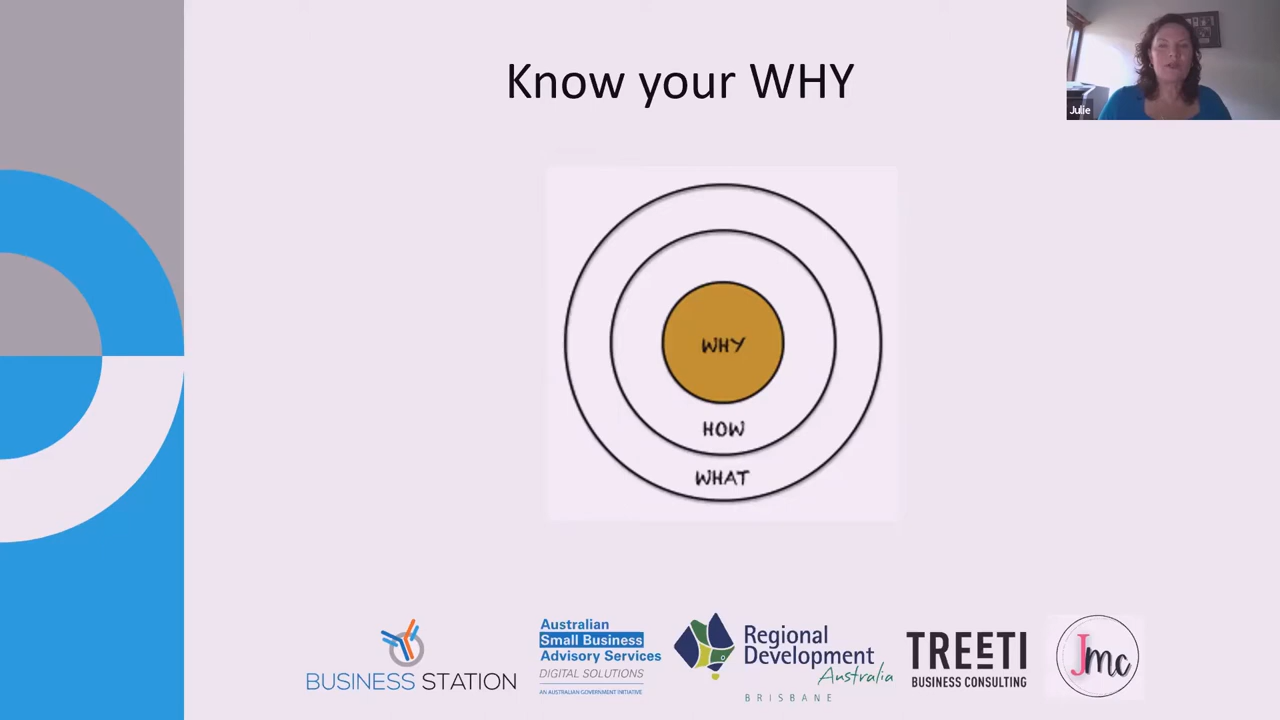 Know your WHY
Julie
WHY
HOW
WHAT
BUSINESS STATION
Australian
Small Business
Advisory Services
DIGITAL SOLUTIONS
AN AUSTRALIAN GOVERNMENT INITIATIVE
Regional
Development
Australia
BRISBANE
TREETI
BUSINESS CONSULTING
Jmc